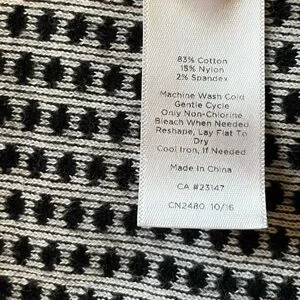 83% Cotton
15% Nylon
2% Spandex
Machine Wash Cold
Gentle Cycle
Only Non-Chlorine
Bleach When Needed
Reshape, Lay Flat To
Dry
Cool Iron, If Needed
Made In China
CA #23147
CN2480 10/16